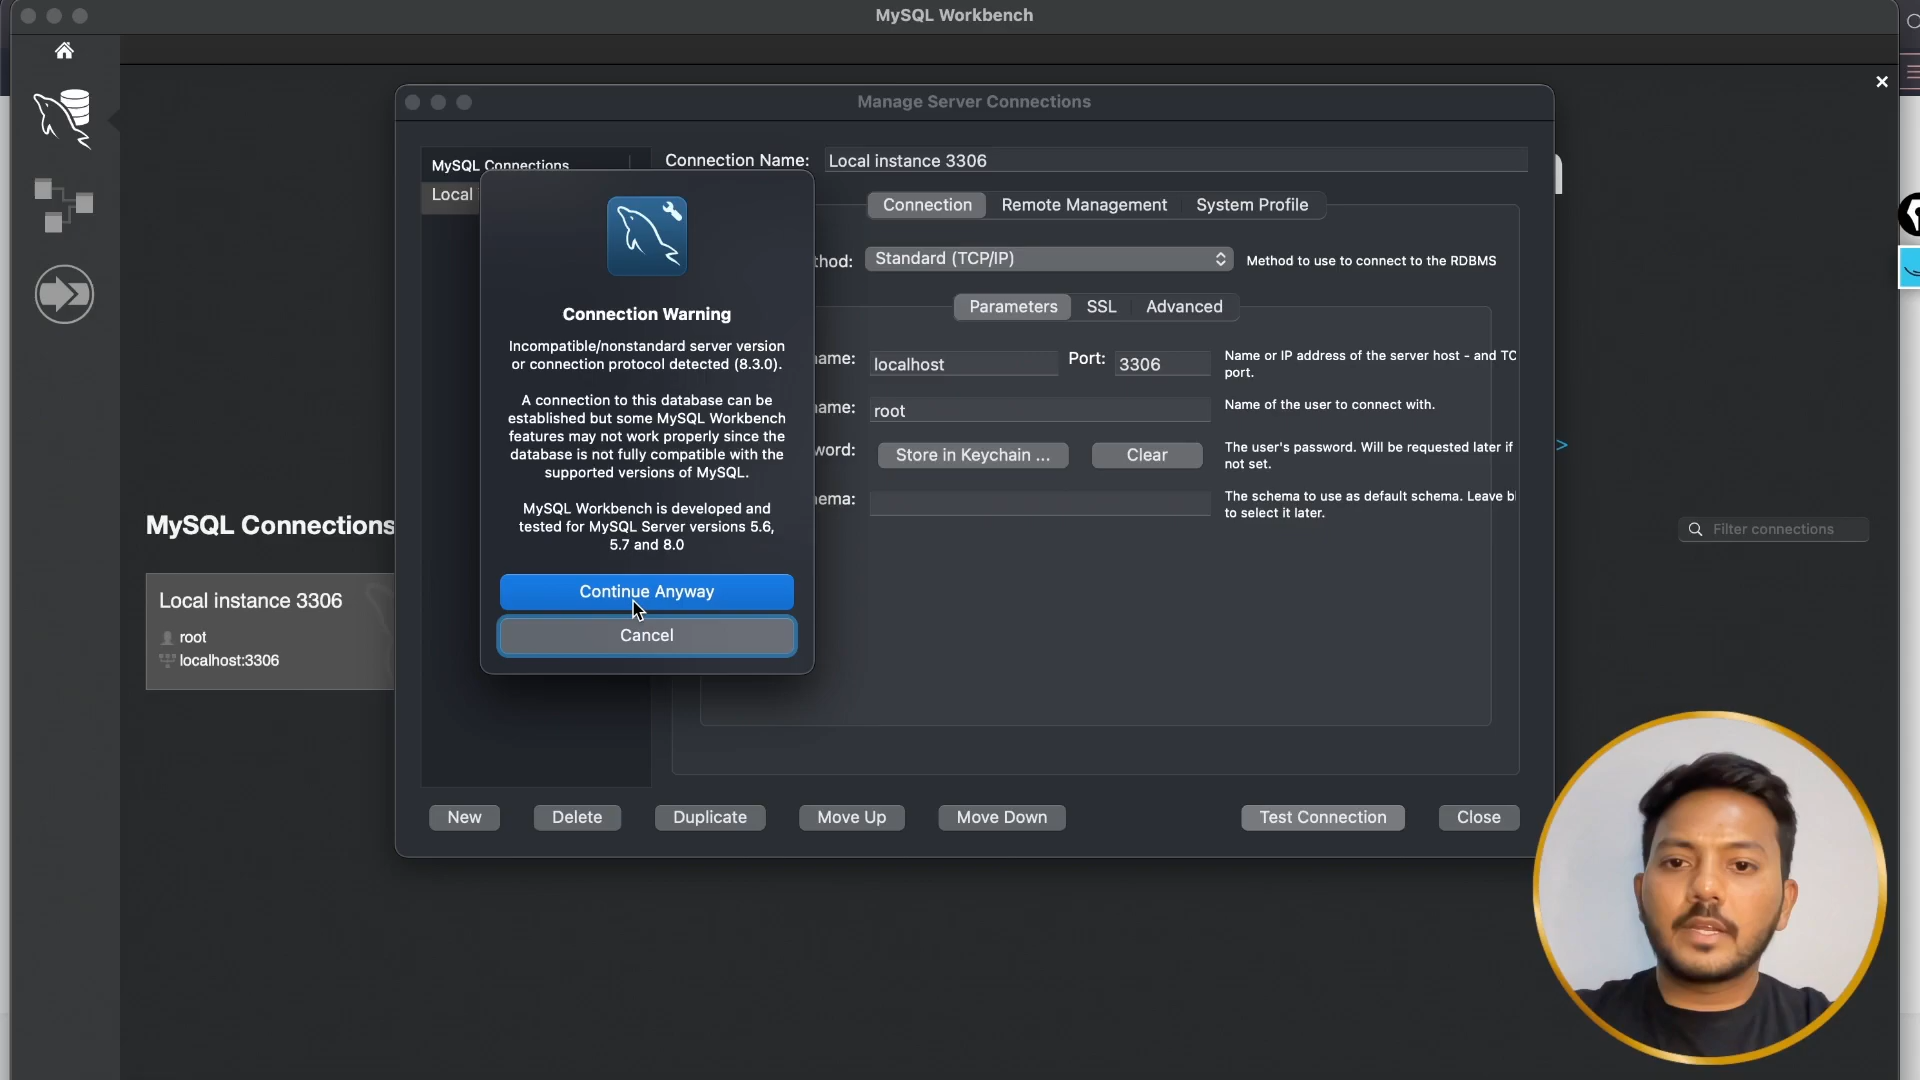 MySQL Workbench
Manage Server Connections
MySQL Connections
Connection Name:
Local instance 3306
Local
Connection
Remote Management
System Profile
thod:
Standard (TCP/IP)
Method to use to connect to the RDBMS
Parameters
SSL
Advanced
Connection Warning
Incompatible/nonstandard server version
or connection protocol detected (8.3.0).
A connection to this database can be
established but some MySQL Workbench
features may not work properly since the
database is not fully compatible with the
supported versions of MySQL.
MySQL Workbench is developed and
tested for MySQL Server versions 5.6,
5.7 and 8.0
Continue Anyway
Cancel
name:
localhost
Port:
3306
Name or IP address of the server host - and TC
port.
name:
root
Name of the user to connect with.
word:
Store in Keychain ...
Clear
The user's password. Will be requested later if
not set.
ema:
The schema to use as default schema. Leave bl
to select it later.
>
MySQL Connections
Filter connections
Local instance 3306
root
localhost:3306
New
Delete
Duplicate
Move Up
Move Down
Test Connection
Close